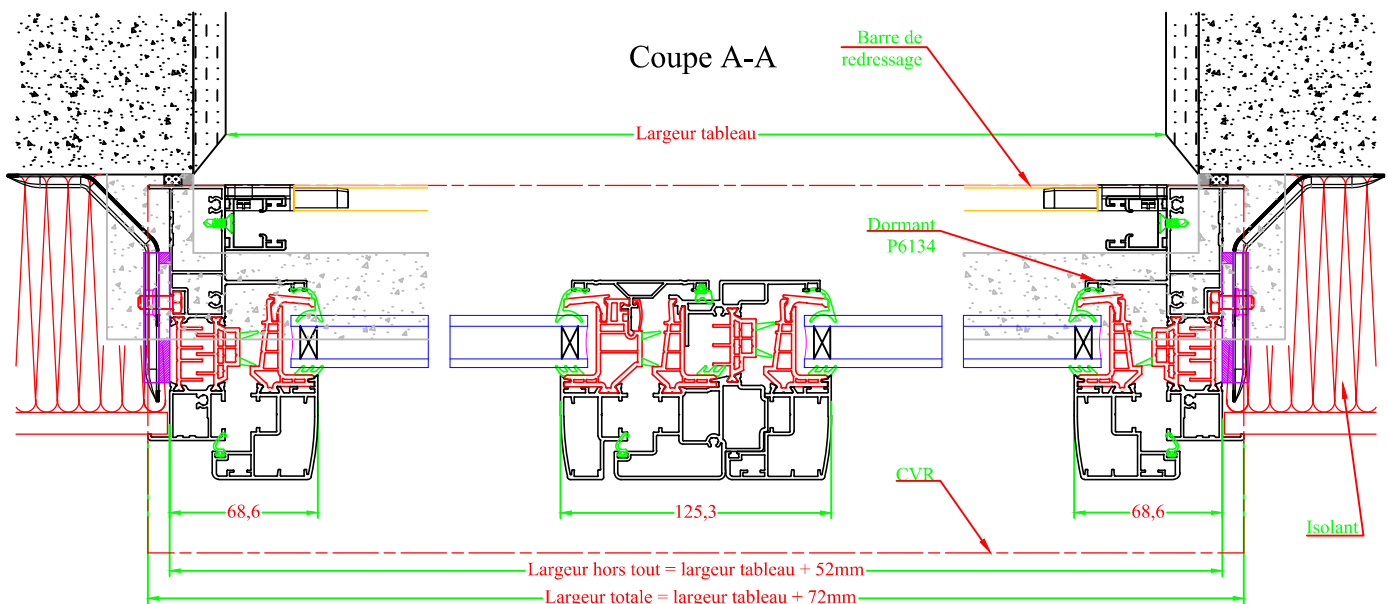 Coupe A-A
Barre de
redressage
Largeur tableau
Dormant
P6134
CVR
68,6
125,3
68,6
Isolant
Largeur hors tout = largeur tableau + 52mm
Largeur totale = largeur tableau + 72mm